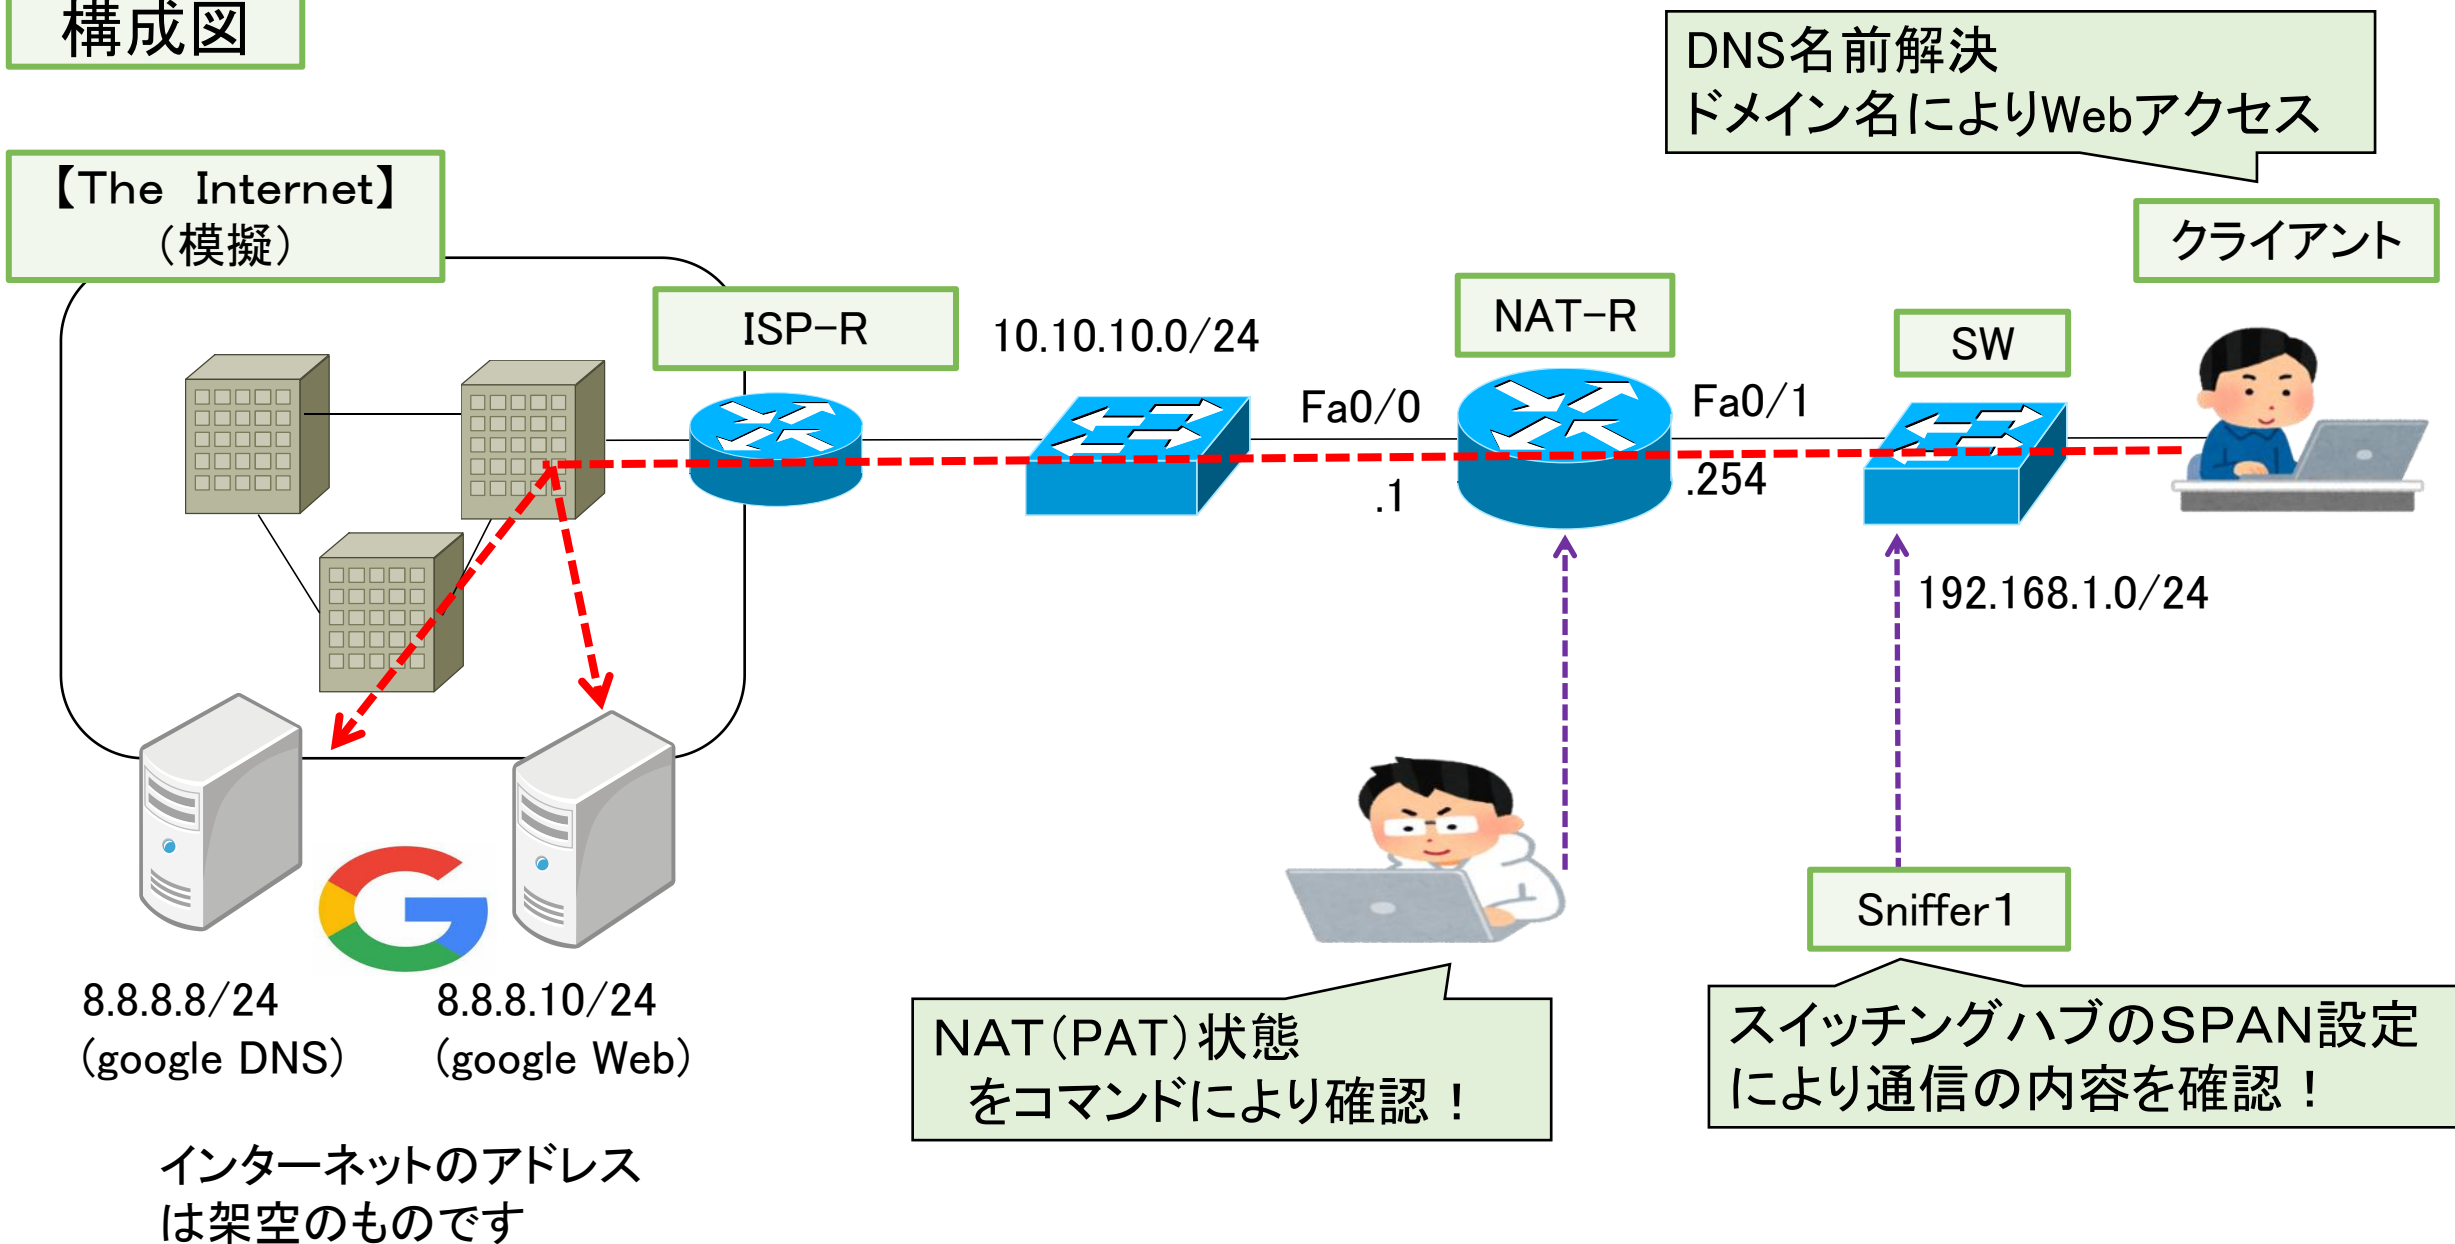 構成図
DNS名前解決
ドメイン名によりWebアクセス
【The Internet】
（模擬）
クライアント
ISP-R
10.10.10.0/24
NAT-R
SW
Fa0/0
Fa0/1
.1
.254
192.168.1.0/24
Sniffer1
8.8.8.8/24
（google DNS）
8.8.8.10/24
（google Web）
NAT（PAT）状態
をコマンドにより確認！
スイッチングハブのSPAN設定
により通信の内容を確認！
インターネットのアドレス
は架空のものです